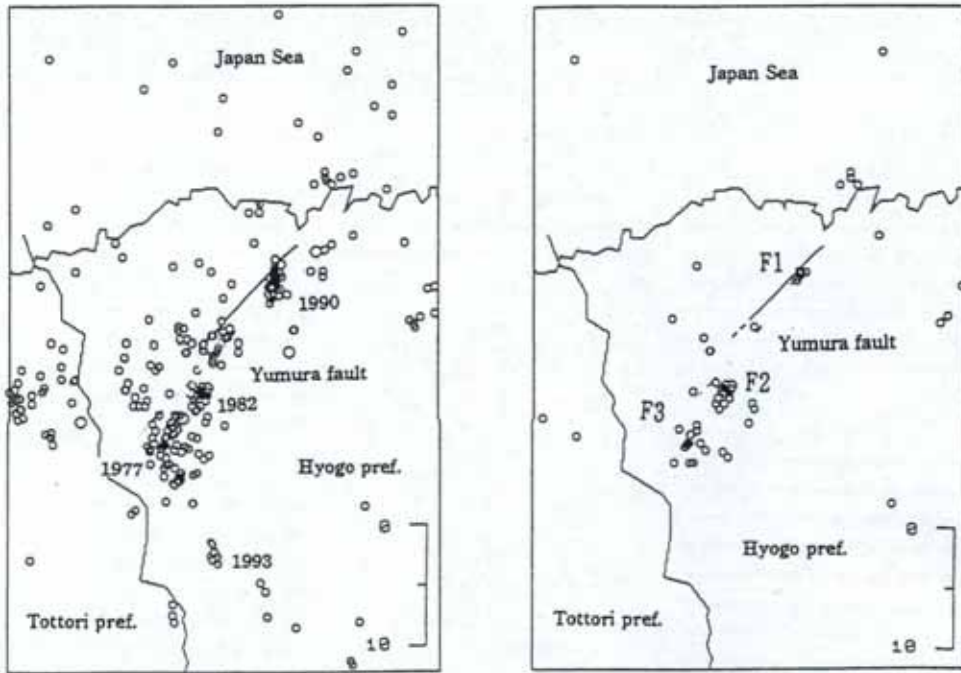 Japan Sea
1990
Yumura fault
1982
1977
Hyogo pref.
0
1993
Tottori pref.
10
Japan Sea
F1
Yumura fault
F2
F3
0
Hyogo pref.
Tottori pref.
10